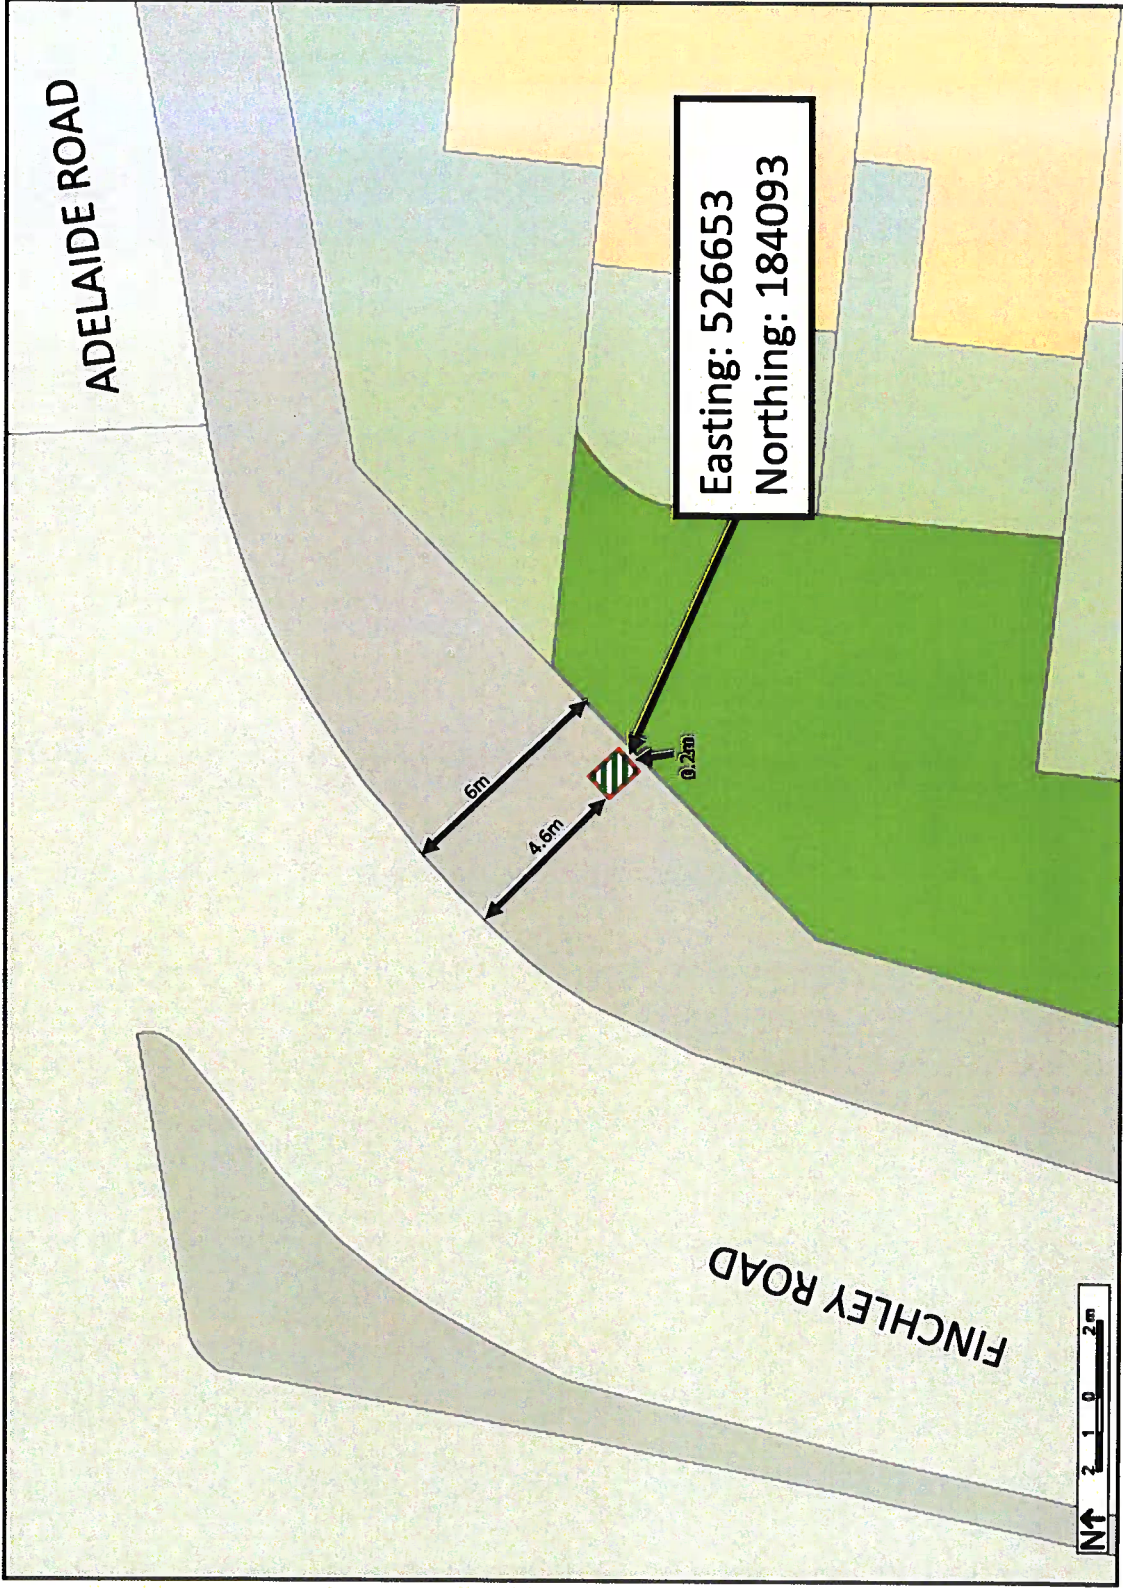 ADELAIDE ROAD
Easting: 526653
Northing: 184093
6m
4.6m
0.2m
FINCHLEY ROAD
N
2 1 0 2m